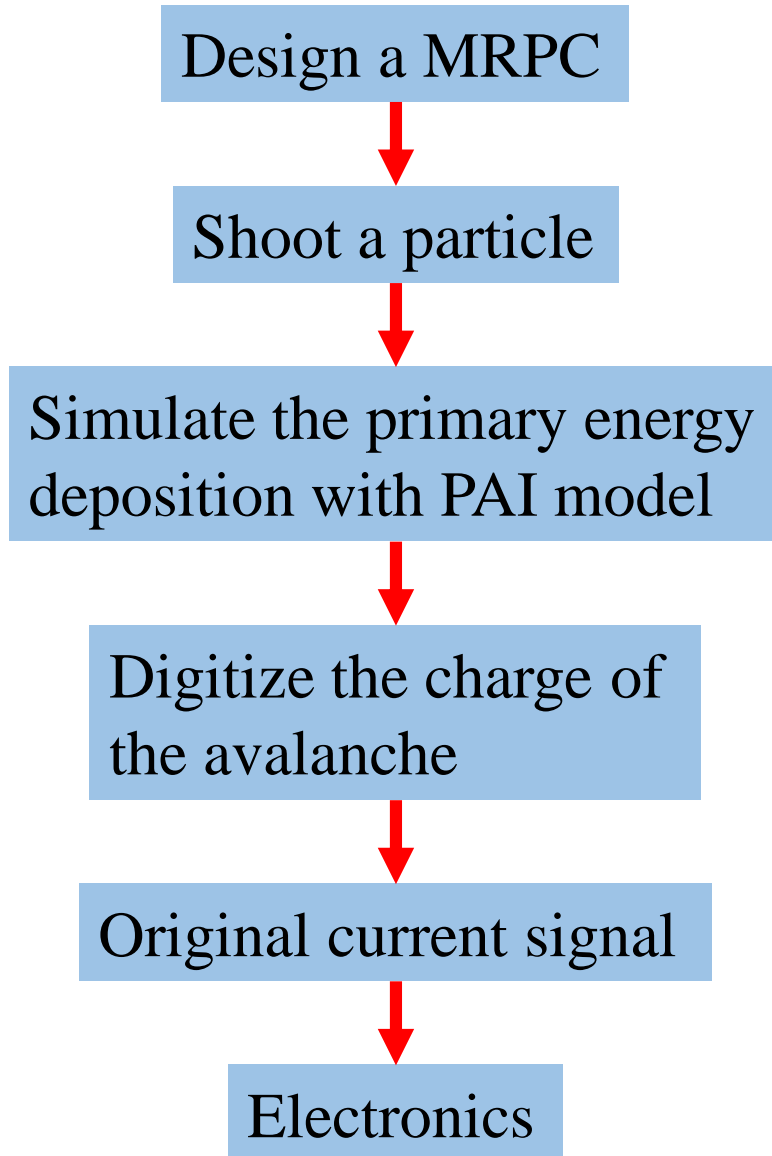 Design a MRPC
Shoot a particle
Simulate the primary energy
deposition with PAI model
Digitize the charge of
the avalanche
Original current signal
Electronics